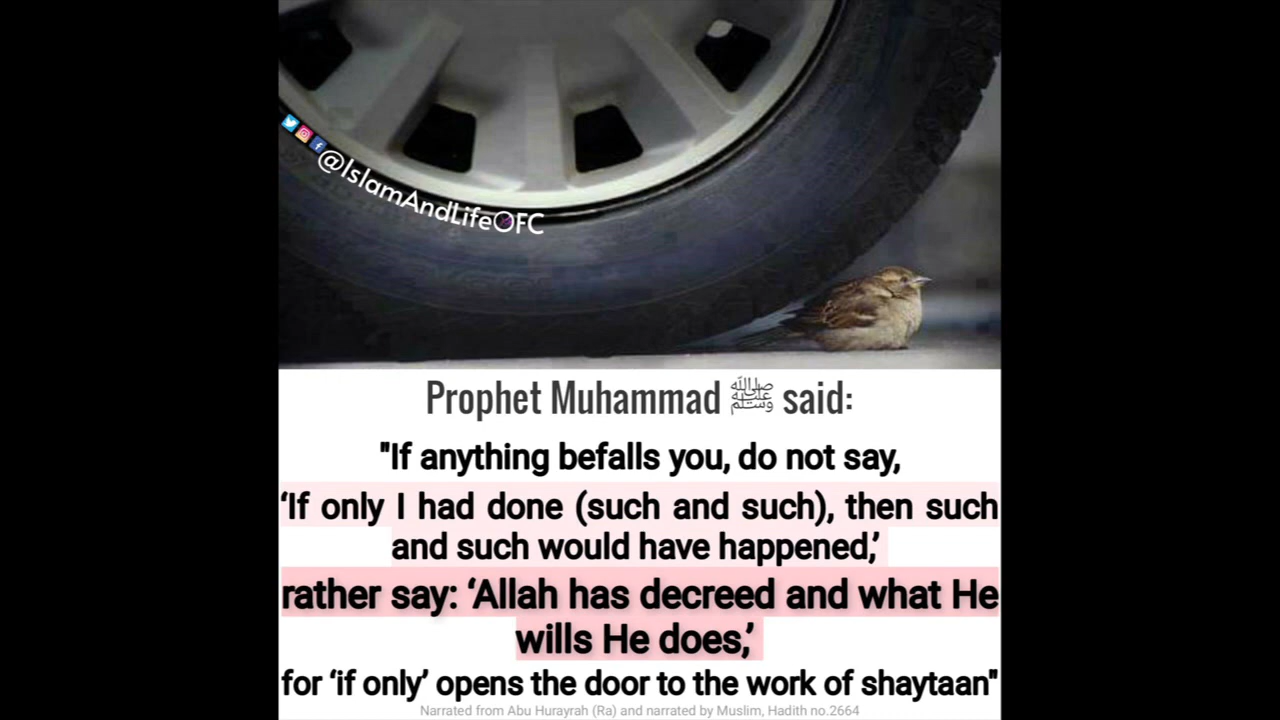 @IslamAndLifeOFC
Prophet Muhammad ﷺ said:
"If anything befalls you, do not say,
‘If only I had done (such and such), then such
and such would have happened,’
rather say: ‘Allah has decreed and what He
wills He does,’
for ‘if only’ opens the door to the work of shaytaan"
Narrated from Abu Hurayrah (Ra) and narrated by Muslim, Hadith no.2664